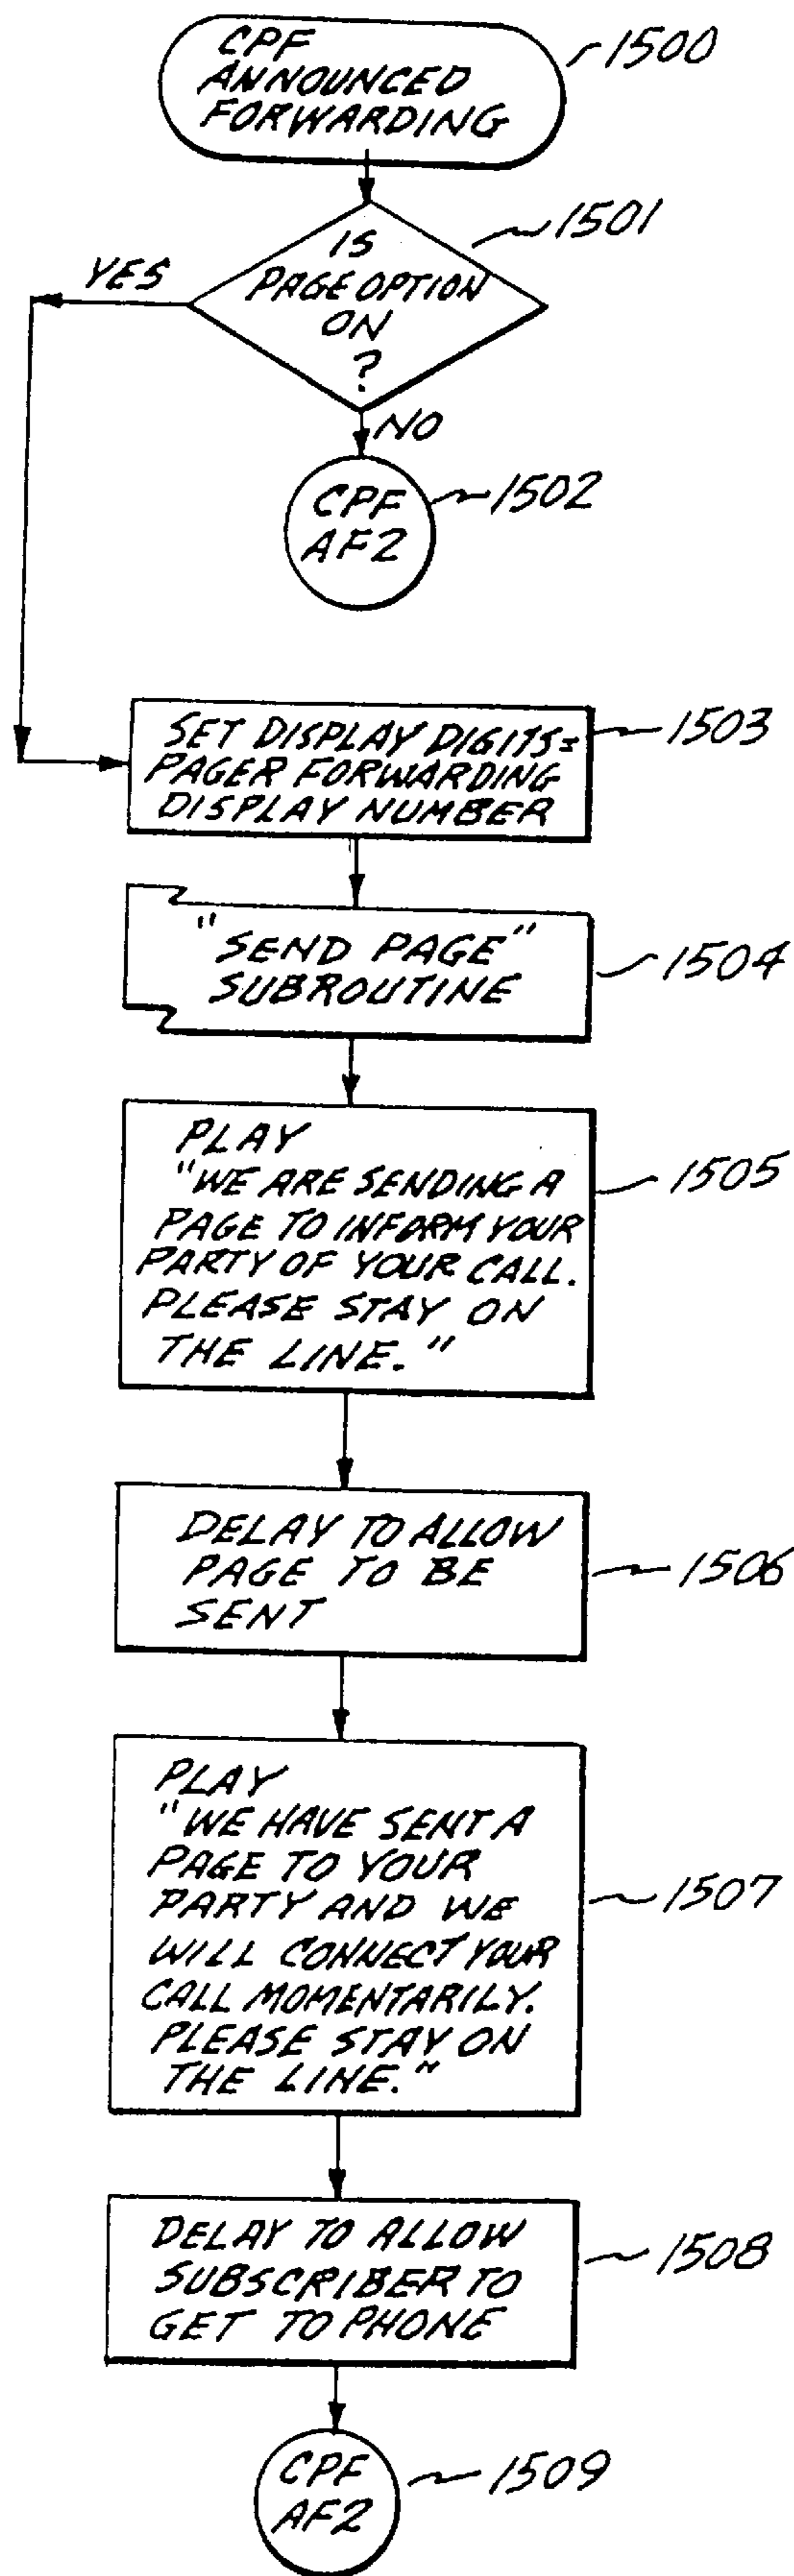 CPF
ANNOUNCED
FORWARDING
1500
1501
IS
PAGE OPTION
ON
?
YES
NO
CPF
AF2
1502
SET DISPLAY DIGITS=
PAGER FORWARDING
DISPLAY NUMBER
1503
"SEND PAGE"
SUBROUTINE
1504
PLAY
"WE ARE SENDING A
PAGE TO INFORM YOUR
PARTY OF YOUR CALL.
PLEASE STAY ON
THE LINE."
1505
DELAY TO ALLOW
PAGE TO BE
SENT
1506
PLAY
"WE HAVE SENT A
PAGE TO YOUR
PARTY AND WE
WILL CONNECT YOUR
CALL MOMENTARILY.
PLEASE STAY ON
THE LINE."
1507
DELAY TO ALLOW
SUBSCRIBER TO
GET TO PHONE
1508
CPF
AF2
1509